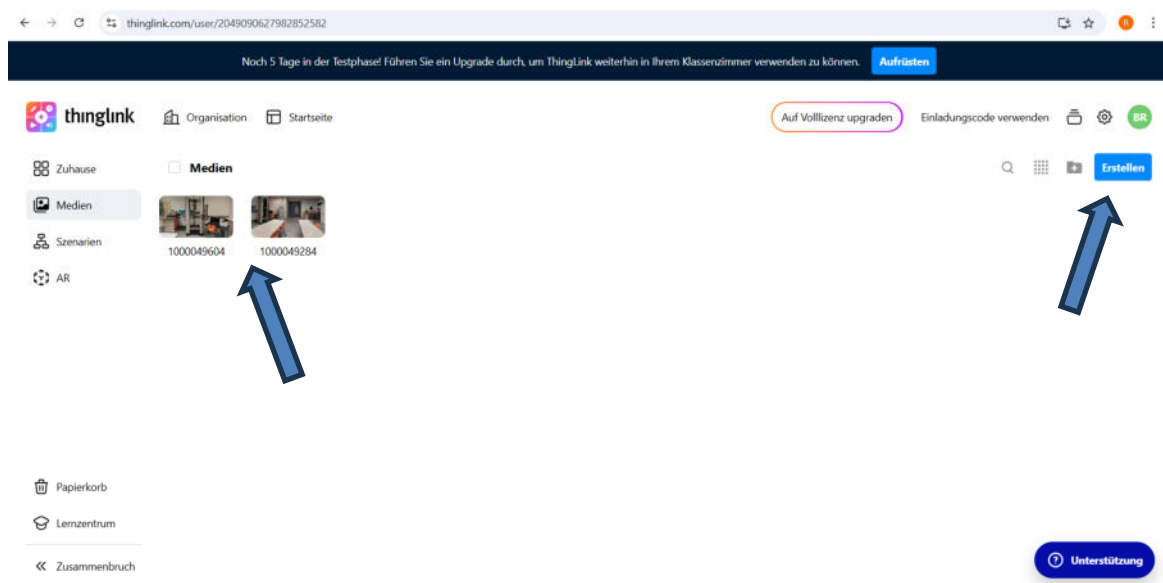 thinglink.com/user/2049090627982852582
R
Noch 5 Tage in der Testphase! Führen Sie ein Upgrade durch, um ThingLink weiterhin in Ihrem Klassenzimmer verwenden zu können. Aufrüsten
thinglink Organisation Startseite Auf Volllizenz upgraden Einladungscode verwenden BR
Zuhause Medien Erstellen
Medien
Szenarien 1000049604 1000049284
AR
Papierkorb
Lernzentrum
Zusammenbruch Unterstützung